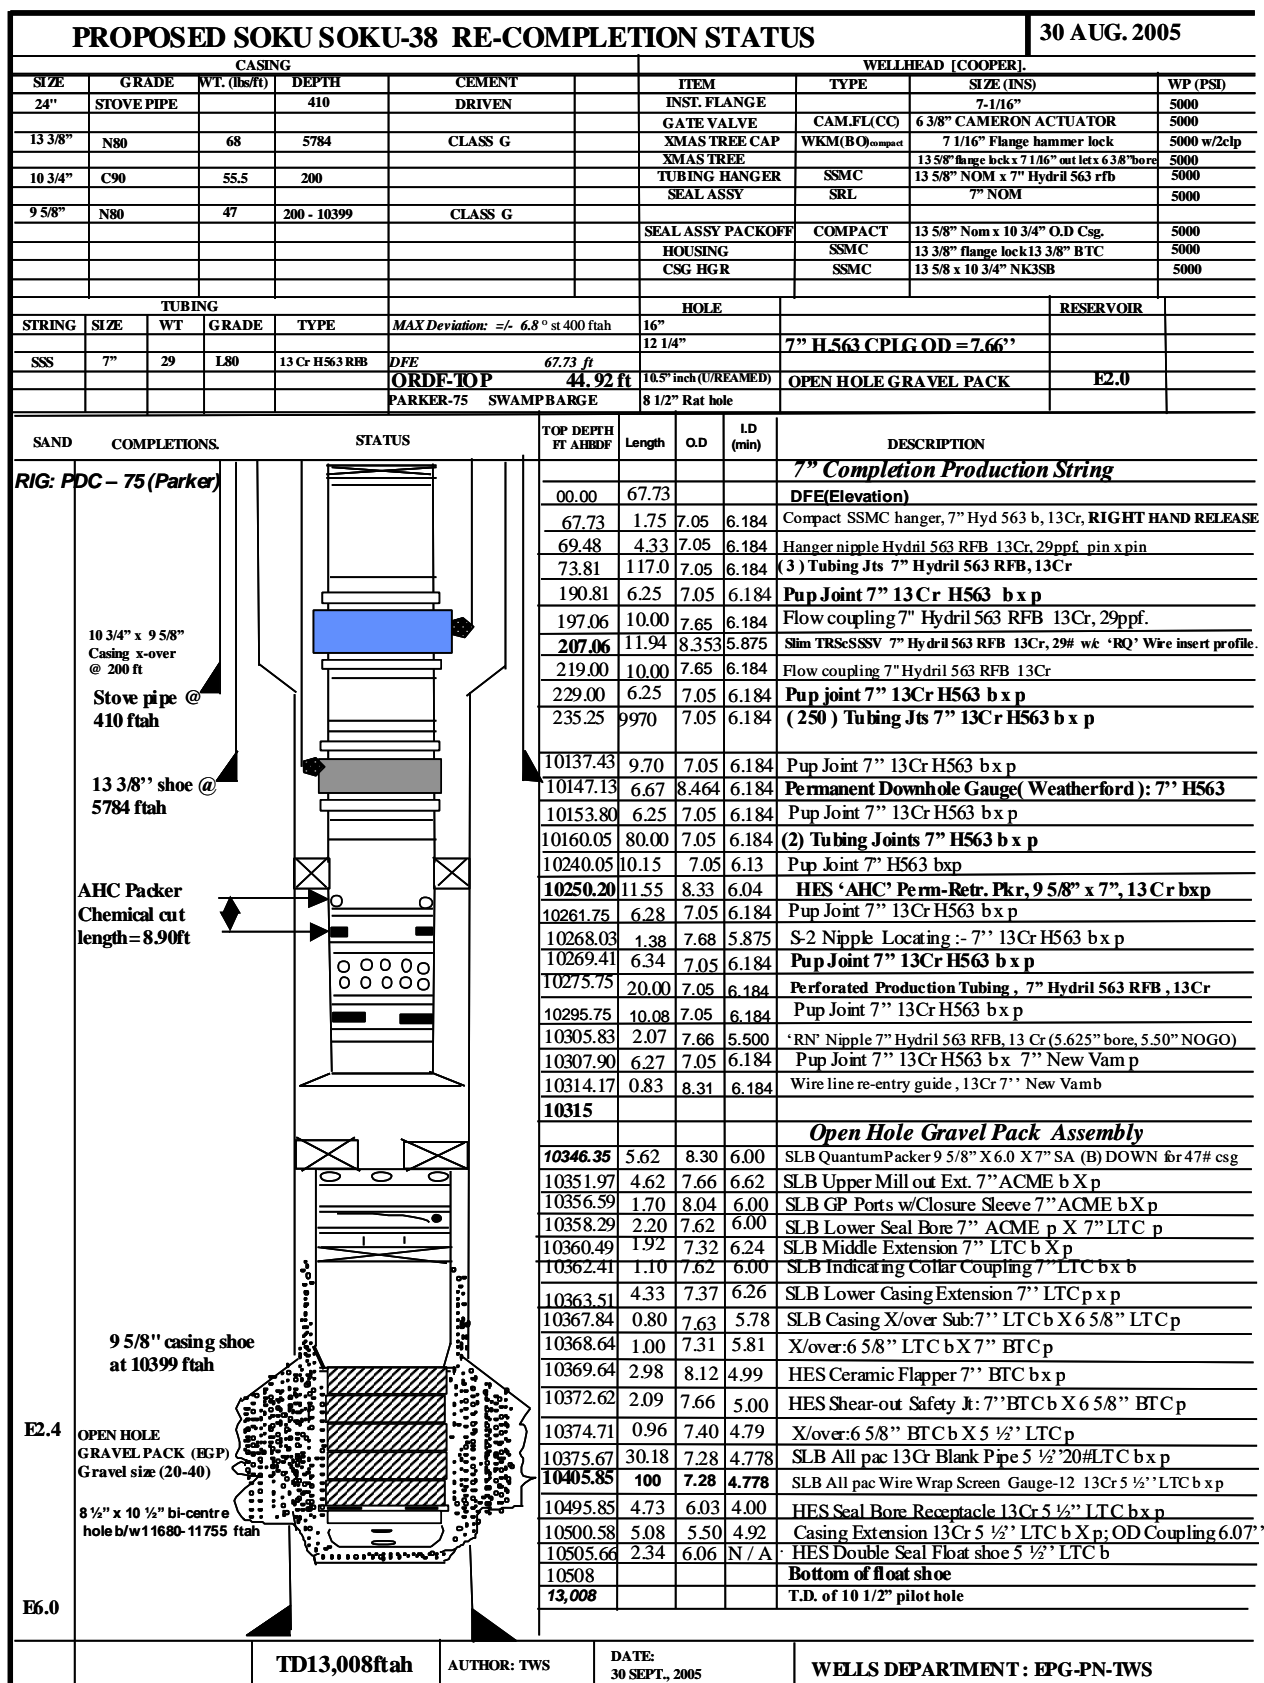 PROPOSED SOKU SOKU-38 RE-COMPLETION STATUS
30 AUG. 2005
CASING
WELLHEAD [COOPER].
SIZE GRADE WT. (lbs/ft) DEPTH CEMENT ITEM TYPE SIZE (INS) WP (PSI)
24" STOVE PIPE 410 DRIVEN INST. FLANGE 7-1/16” 5000
GATE VALVE CAM.FL(CC) 6 3/8” CAMERON ACTUATOR 5000
13 3/8” N80 68 5784 CLASS G XMAS TREE CAP WKM(BO)compact 7 1/16” Flange hammer lock 5000 w/2clp
XMAS TREE 13 5/8”flange lock x 7 1/16” out let x 6 3/8”bore 5000
10 3/4” C90 55.5 200 TUBING HANGER SSMC 13 5/8” NOM x 7" Hydril 563 rfb 5000
SEAL ASSY SRL 7” NOM 5000
9 5/8” N80 47 200 - 10399 CLASS G
SEAL ASSY PACKOFF COMPACT 13 5/8” Nom x 10 3/4” O.D Csg. 5000
HOUSING SSMC 13 3/8” flange lock13 3/8” BTC 5000
CSG HGR SSMC 13 5/8 x 10 3/4” NK3SB 5000
TUBING HOLE RESERVOIR
STRING SIZE WT GRADE TYPE MAX Deviation: =/- 6.8 ° st 400 ftah 16”
12 1/4” 7” H.563 CPLG OD = 7.66’’
SSS 7” 29 L80 13 Cr H563 RFB DFE 67.73 ft
ORDF-TOP 44. 92 ft 10.5” inch (U/REAMED) OPEN HOLE GRAVEL PACK E2.0
PARKER-75 SWAMP BARGE 8 1/2” Rat hole
SAND COMPLETIONS. STATUS TOP DEPTH FT AHBDF Length O.D I.D (min) DESCRIPTION
RIG: PDC – 75 (Parker)
7” Completion Production String
00.00 67.73 DFE(Elevation)
67.73 1.75 7.05 6.184 Compact SSMC hanger, 7” Hyd 563 b, 13Cr, RIGHT HAND RELEASE
69.48 4.33 7.05 6.184 Hanger nipple Hydril 563 RFB 13Cr, 29ppf, pin x pin
73.81 117.0 7.05 6.184 ( 3 ) Tubing Jts 7” Hydril 563 RFB, 13Cr
190.81 6.25 7.05 6.184 Pup Joint 7” 13 Cr H563 b x p
197.06 10.00 7.65 6.184 Flow coupling 7" Hydril 563 RFB 13Cr, 29ppf.
207.06 11.94 8.353 5.875 Slim TRScSSSV 7” Hydril 563 RFB 13Cr, 29# w/c ‘RQ’ Wire insert profile.
219.00 10.00 7.65 6.184 Flow coupling 7" Hydril 563 RFB 13Cr
229.00 6.25 7.05 6.184 Pup joint 7” 13Cr H563 b x p
235.25 9970 7.05 6.184 ( 250 ) Tubing Jts 7” 13Cr H563 b x p
10137.43 9.70 7.05 6.184 Pup Joint 7’’ 13Cr H563 b x p
10147.13 6.67 8.464 6.184 Permanent Downhole Gauge( Weatherford ): 7’’ H563
10153.80 6.25 7.05 6.184 Pup Joint 7’’ 13Cr H563 b x p
10160.05 80.00 7.05 6.184 (2) Tubing Joints 7” H563 b x p
10240.05 10.15 7.05 6.13 Pup Joint 7” H563 bxp
10250.20 11.55 8.33 6.04 HES ‘AHC’ Perm-Retr. Pkr, 9 5/8” x 7”, 13 Cr bxp
10261.75 6.28 7.05 6.184 Pup Joint 7’’ 13Cr H563 b x p
10268.03 1.38 7.68 5.875 S-2 Nipple Locating :- 7’’ 13Cr H563 b x p
10269.41 6.34 7.05 6.184 Pup Joint 7’’ 13Cr H563 b x p
10275.75 20.00 7.05 6.184 Perforated Production Tubing , 7” Hydril 563 RFB , 13Cr
10295.75 10.08 7.05 6.184 Pup Joint 7’’ 13Cr H563 b x p
10305.83 2.07 7.66 5.500 ‘RN’ Nipple 7” Hydril 563 RFB, 13 Cr (5.625” bore, 5.50” NOGO)
10307.90 6.27 7.05 6.184 Pup Joint 7’’ 13Cr H563 b x 7’’ New Vam p
10314.17 0.83 8.31 6.184 Wire line re-entry guide , 13Cr 7’’ New Vamb
10315
Open Hole Gravel Pack Assembly
10346.35 5.62 8.30 6.00 SLB QuantumPacker 9 5/8” X 6.0 X 7” SA (B) DOWN for 47# csg
10351.97 4.62 7.66 6.62 SLB Upper Mill out Ext. 7’’ ACME b X p
10356.59 1.70 8.04 6.00 SLB GP Ports w/Closure Sleeve 7’’ ACME b X p
10358.29 2.20 7.62 6.00 SLB Lower Seal Bore 7’’ ACME p X 7” LTC p
10360.49 1.92 7.32 6.24 SLB Middle Extension 7’’ LTC b X p
10362.41 1.10 7.62 6.00 SLB Indicating Collar Coupling 7” LTC b x b
10363.51 4.33 7.37 6.26 SLB Lower Casing Extension 7’’ LTC p x p
10367.84 0.80 7.63 5.78 SLB Casing X/over Sub:7’’ LTC b X 6 5/8” LTC p
10368.64 1.00 7.31 5.81 X/over:6 5/8” LTC b X 7” BTC p
10369.64 2.98 8.12 4.99 HES Ceramic Flapper 7’’ BTC b x p
10372.62 2.09 7.66 5.00 HES Shear-out Safety Jt: 7’’BTC b X 6 5/8’’ BTC p
10374.71 0.96 7.40 4.79 X/over:6 5/8” BTC b X 5 ½’’ LTC p
10375.67 30.18 7.28 4.778 SLB All pac 13Cr Blank Pipe 5 ½’’20#LTC b x p
10405.85 100 7.28 4.778 SLB All pac Wire Wrap Screen Gauge-12 13Cr 5 ½’’LTC b x p
10495.85 4.73 6.03 4.00 HES Seal Bore Receptacle 13Cr 5 ½’’ LTC b x p
10500.58 5.08 5.50 4.92 Casing Extension 13Cr 5 ½’’ LTC b X p; OD Coupling 6.07’’
10505.66 2.34 6.06 N / A HES Double Seal Float shoe 5 ½’’ LTC b
10508 Bottom of float shoe
13,008 T.D. of 10 1/2” pilot hole
10 3/4” x 9 5/8”
Casing x-over
@ 200 ft
Stove pipe @
410 ftah
13 3/8’’ shoe @
5784 ftah
AHC Packer
Chemical cut
length=8.90ft
9 5/8" casing shoe
at 10399 ftah
E2.4
OPEN HOLE
GRAVEL PACK (EGP)
Gravel size (20-40)
8 ½” x 10 ½” bi-centre
hole b/w 11680- 11755 ftah
E6.0
TD13,008ftah
AUTHOR: TWS
DATE:
30 SEPT., 2005
WELLS DEPARTMENT : EPG-PN-TWS